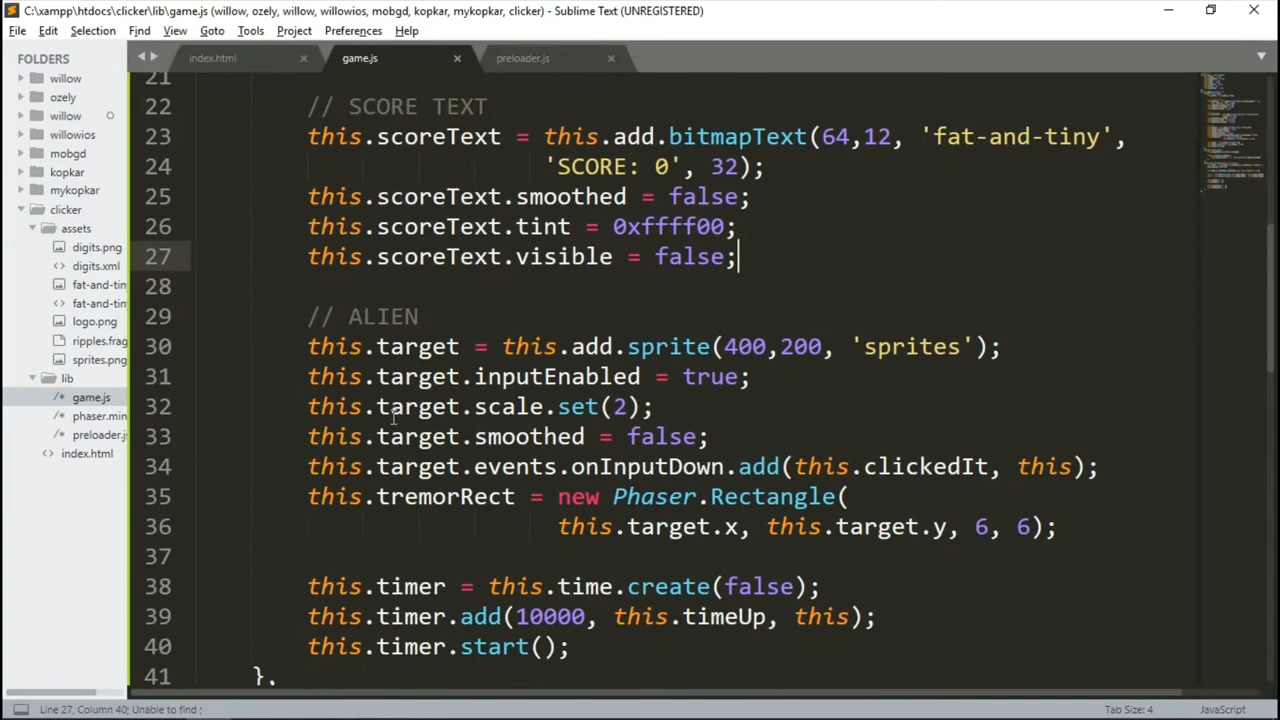 C:\xampp\htdocs\clicker\lib\game.js (willow, ozely, willow, willowios, mobgd, kopkar, mykopkar, clicker) - Sublime Text (UNREGISTERED)
File Edit Selection Find View Goto Tools Project Preferences Help
FOLDERS
willow
ozely
willow
willowios
mobgd
kopkar
mykopkar
clicker
assets
digits.png
digits.xml
fat-and-tin
fat-and-tin
logo.png
ripples.frag
sprites.png
lib
game.js
phaser.min
preloader.js
index.html
index.html game.js preloader.js
21
22 // SCORE TEXT
23 this.scoreText = this.add.bitmapText(64,12, 'fat-and-tiny',
24 'SCORE: 0', 32);
25 this.scoreText.smoothed = false;
26 this.scoreText.tint = 0xffff00;
27 this.scoreText.visible = false;
28
29 // ALIEN
30 this.target = this.add.sprite(400,200, 'sprites');
31 this.target.inputEnabled = true;
32 this.target.scale.set(2);
33 this.target.smoothed = false;
34 this.target.events.onInputDown.add(this.clickedIt, this);
35 this.tremorRect = new Phaser.Rectangle(
36 this.target.x, this.target.y, 6, 6);
37
38 this.timer = this.time.create(false);
39 this.timer.add(10000, this.timeUp, this);
40 this.timer.start();
41 },
Line 27, Column 40; Unable to find ; Tab Size: 4 JavaScript